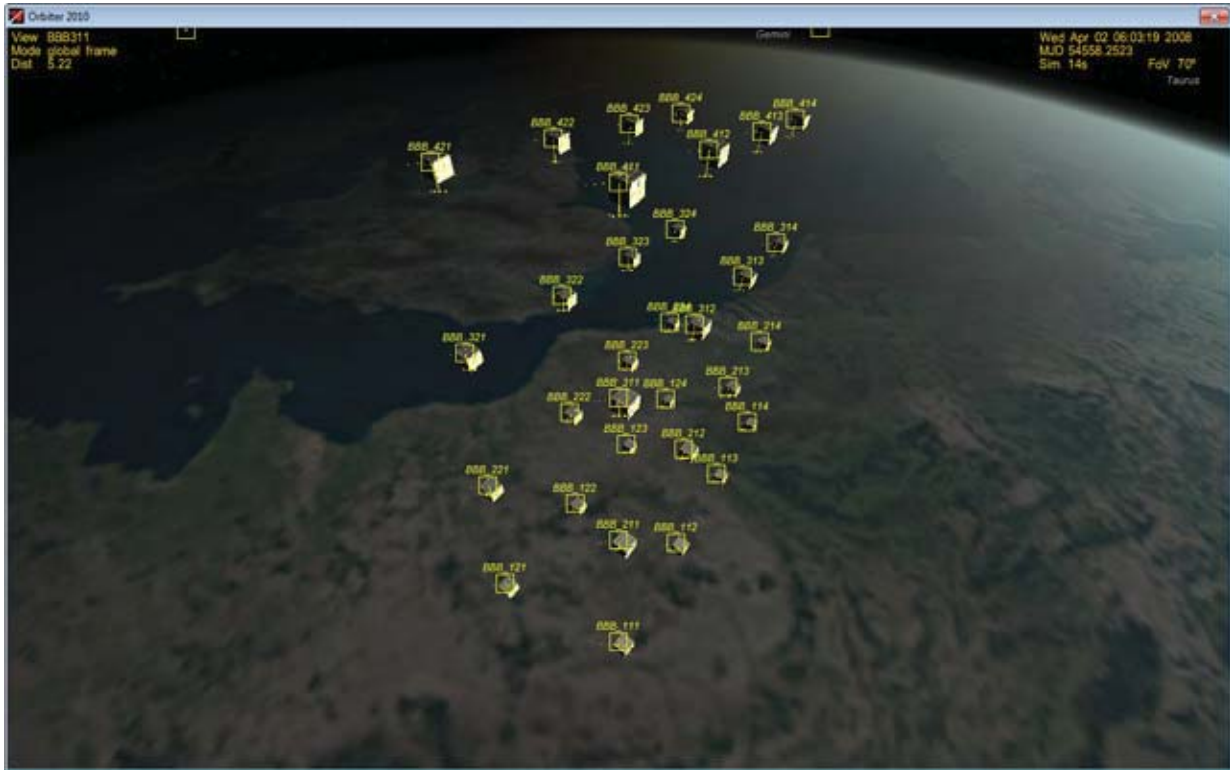 Orbiter 2010
View BBB311
Mode global frame
Dist 5.22
Gemini
Wed Apr 02 06:03:19 2008
MJD 54558.2523
Sim 14s FoV 70°
Taurus
BBB_424
BBB_414
BBB_423
BBB_413
BBB_422
BBB_412
BBB_421
BBB_411
BBB_324
BBB_314
BBB_323
BBB_313
BBB_322
BBB_312
BBB_214
BBB_321
BBB_223
BBB_213
BBB_311
BBB_124
BBB_222
BBB_114
BBB_123
BBB_212
BBB_113
BBB_221
BBB_122
BBB_211
BBB_112
BBB_121
BBB_111